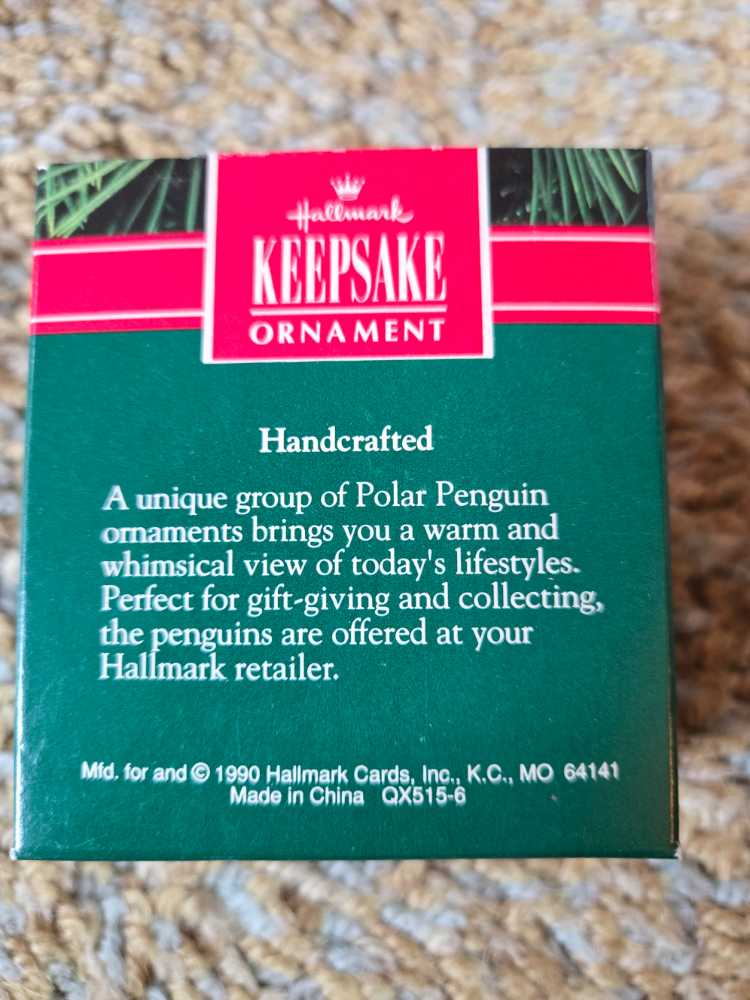 Hallmark
KEEPSAKE
ORNAMENT
Handcrafted
A unique group of Polar Penguin
ornaments brings you a warm and
whimsical view of today's lifestyles.
Perfect for gift-giving and collecting,
the penguins are offered at your
Hallmark retailer.
Mfd. for and © 1990 Hallmark Cards, Inc., K.C., MO 64141
Made in China QX515-6